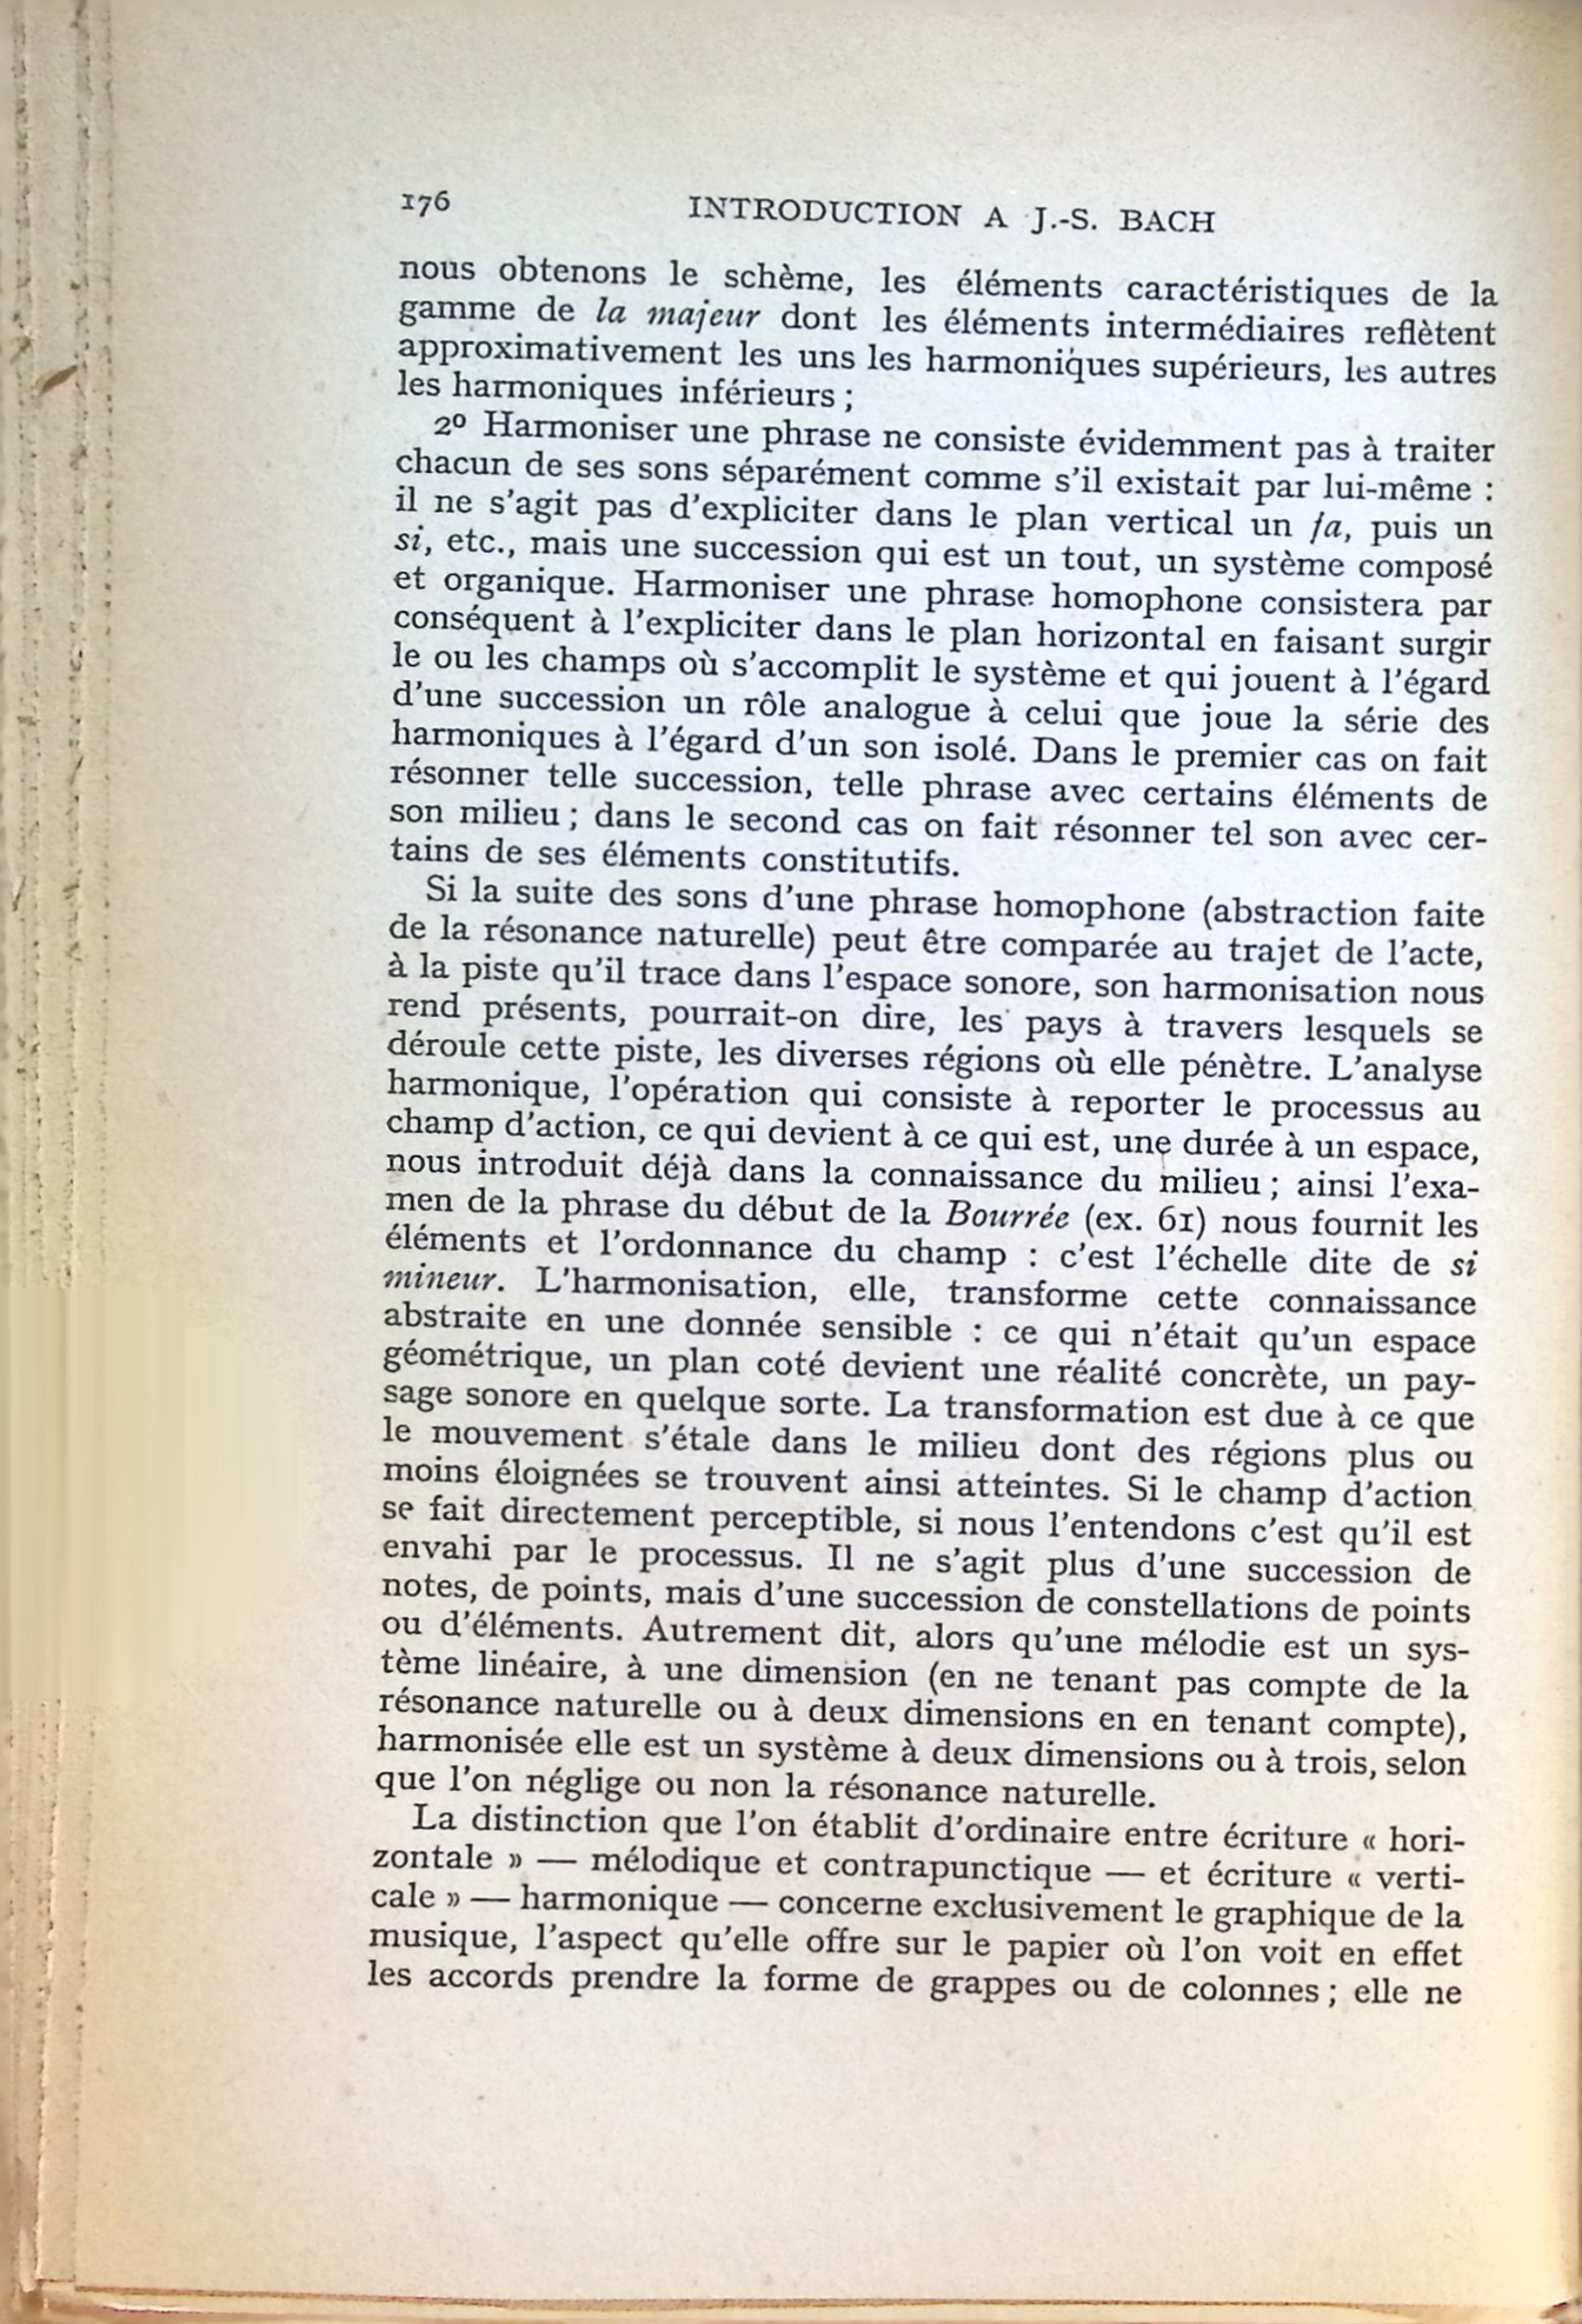 176 INTRODUCTION A J.-S. BACH
nous obtenons le schème, les éléments caractéristiques de la
gamme de la majeur dont les éléments intermédiaires reflètent
approximativement les uns les harmoniques supérieurs, les autres
les harmoniques inférieurs ;
2º Harmoniser une phrase ne consiste évidemment pas à traiter
chacun de ses sons séparément comme s'il existait par lui-même :
il ne s'agit pas d'expliciter dans le plan vertical un fa, puis un
si, etc., mais une succession qui est un tout, un système composé
et organique. Harmoniser une phrase homophone consistera par
conséquent à l'expliciter dans le plan horizontal en faisant surgir
le ou les champs où s'accomplit le système et qui jouent à l'égard
d'une succession un rôle analogue à celui que joue la série des
harmoniques à l'égard d'un son isolé. Dans le premier cas on fait
résonner telle succession, telle phrase avec certains éléments de
son milieu ; dans le second cas on fait résonner tel son avec cer-
tains de ses éléments constitutifs.
Si la suite des sons d'une phrase homophone (abstraction faite
de la résonance naturelle) peut être comparée au trajet de l'acte,
à la piste qu'il trace dans l'espace sonore, son harmonisation nous
rend présents, pourrait-on dire, les pays à travers lesquels se
déroule cette piste, les diverses régions où elle pénètre. L'analyse
harmonique, l'opération qui consiste à reporter le processus au
champ d'action, ce qui devient à ce qui est, une durée à un espace,
nous introduit déjà dans la connaissance du milieu ; ainsi l'exa-
men de la phrase du début de la Bourrée (ex. 61) nous fournit les
éléments et l'ordonnance du champ : c'est l'échelle dite de si
mineur. L'harmonisation, elle, transforme cette connaissance
abstraite en une donnée sensible : ce qui n'était qu'un espace
géométrique, un plan coté devient une réalité concrète, un pay-
sage sonore en quelque sorte. La transformation est due à ce que
le mouvement s'étale dans le milieu dont des régions plus ou
moins éloignées se trouvent ainsi atteintes. Si le champ d'action
se fait directement perceptible, si nous l'entendons c'est qu'il est
envahi par le processus. Il ne s'agit plus d'une succession de
notes, de points, mais d'une succession de constellations de points
ou d'éléments. Autrement dit, alors qu'une mélodie est un sys-
tème linéaire, à une dimension (en ne tenant pas compte de la
résonance naturelle ou à deux dimensions en en tenant compte),
harmonisée elle est un système à deux dimensions ou à trois, selon
que l'on néglige ou non la résonance naturelle.
La distinction que l'on établit d'ordinaire entre écriture « hori-
zontale » — mélodique et contrapunctique — et écriture « verti-
cale » — harmonique — concerne exclusivement le graphique de la
musique, l'aspect qu'elle offre sur le papier où l'on voit en effet
les accords prendre la forme de grappes ou de colonnes ; elle ne